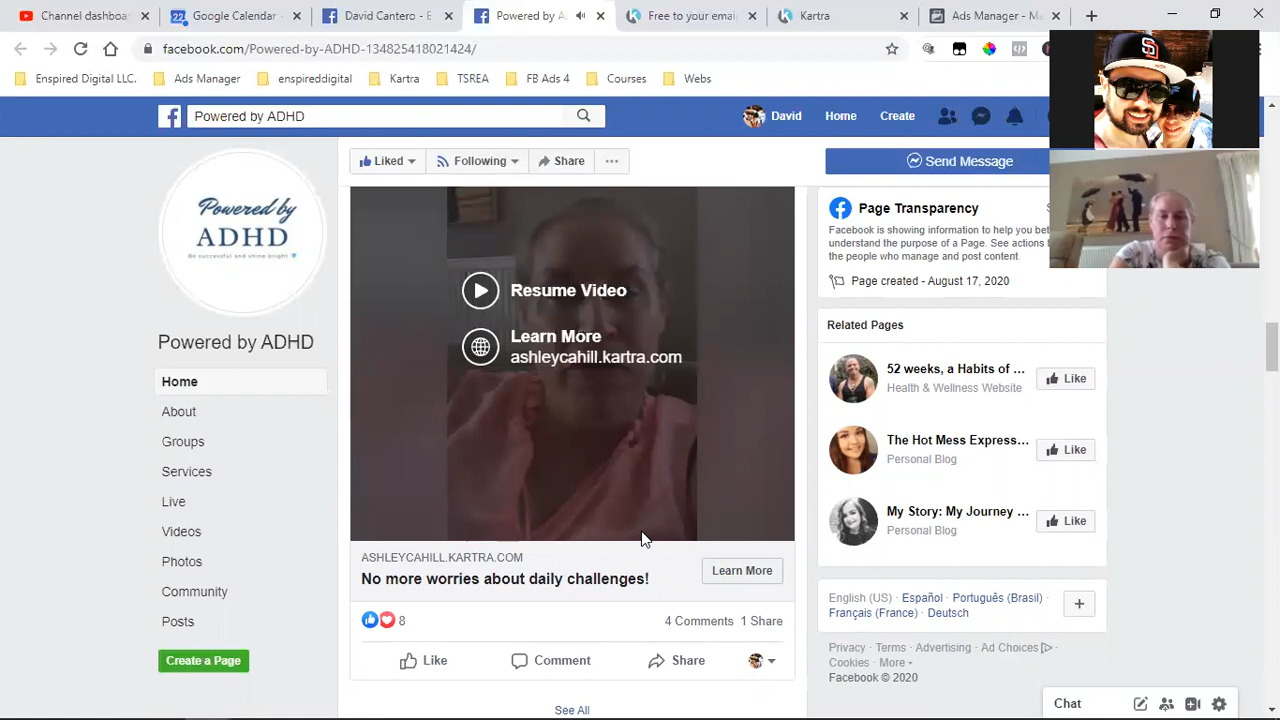 Channel dashboard
Google Calendar
David Cantero - E
Powered by A
Free to your ema
Kartra
Ads Manager - Ma
facebook.com/Powered-by-ADHD-134825418021424/
Enspired Digital LLC.
Ads Manager
enspireddigital
Kartra
TSREA
FB Ads 4
Courses
Webs
Powered by ADHD
David
Home
Create
Liked
Following
Share
Send Message
Powered by
ADHD
Be successful and shine bright
Powered by ADHD
Home
About
Groups
Services
Live
Videos
Photos
Community
Posts
Create a Page
Resume Video
Learn More
ashleycahill.kartra.com
ASHLEYCAHILL.KARTRA.COM
No more worries about daily challenges!
Learn More
8
4 Comments 1 Share
Like
Comment
Share
See All
Page Transparency
Facebook is showing information to help you bet
understand the purpose of a Page. See actions t
the people who manage and post content.
Page created - August 17, 2020
Related Pages
52 weeks, a Habits of ...
Health & Wellness Website
Like
The Hot Mess Express...
Personal Blog
Like
My Story: My Journey ...
Personal Blog
Like
English (US) · Español · Português (Brasil) ·
Français (France) · Deutsch
Privacy · Terms · Advertising · Ad Choices ·
Cookies · More
Facebook © 2020
Chat